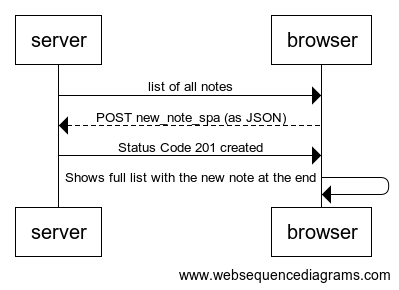 server browser
list of all notes
POST new_note_spa (as JSON)
Status Code 201 created
Shows full list with the new note at the end
server browser
www.websequencediagrams.com